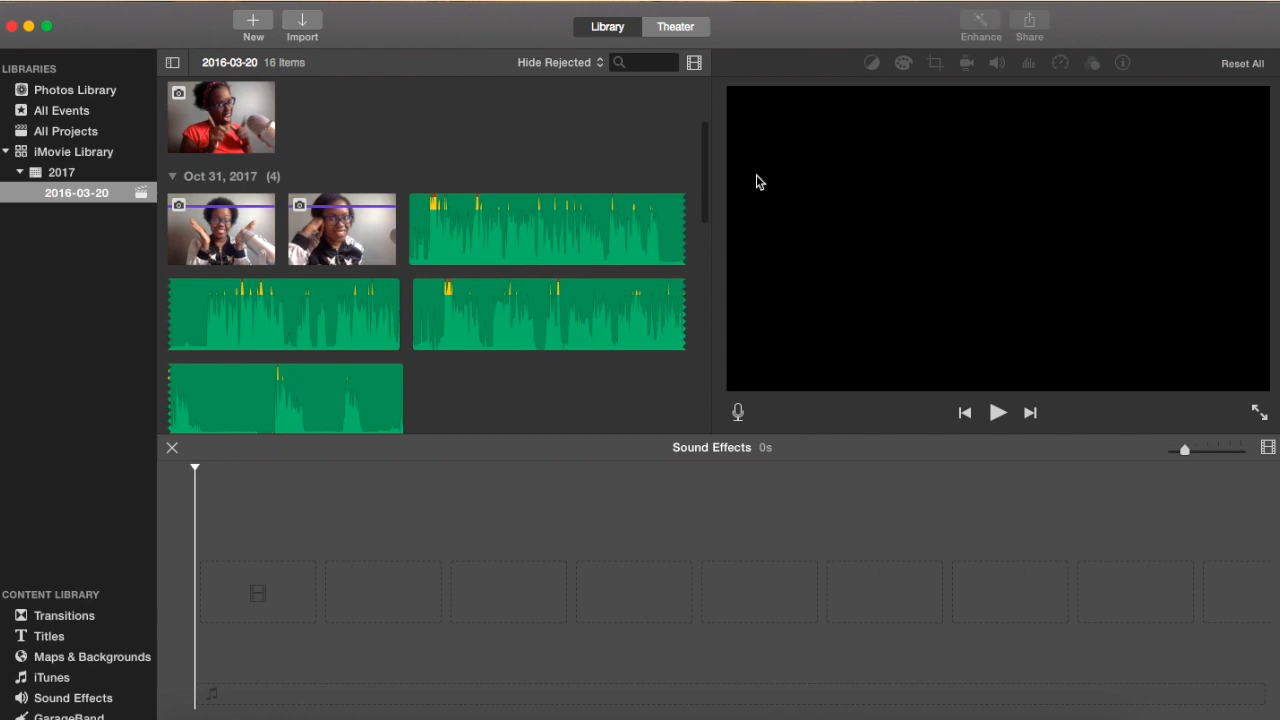 New
Import
Library
Theater
Enhance
Share
LIBRARIES
Photos Library
All Events
All Projects
iMovie Library
2017
2016-03-20
2016-03-20 16 Items
Hide Rejected
Reset All
Oct 31, 2017 (4)
Sound Effects 0s
CONTENT LIBRARY
Transitions
Titles
Maps & Backgrounds
iTunes
Sound Effects
GarageBand